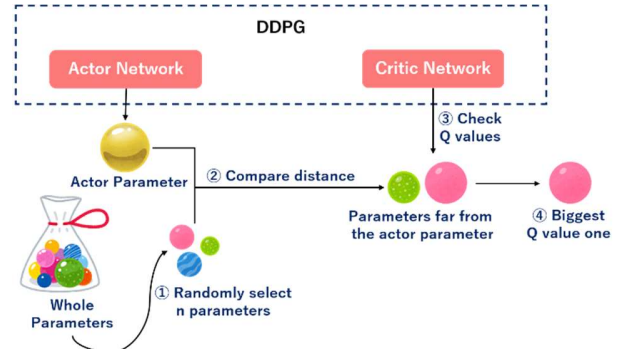 DDPG
Actor Network
Critic Network
③ Check
Q values
Actor Parameter
② Compare distance
Parameters far from
the actor parameter
④ Biggest
Q value one
① Randomly select
n parameters
Whole
Parameters